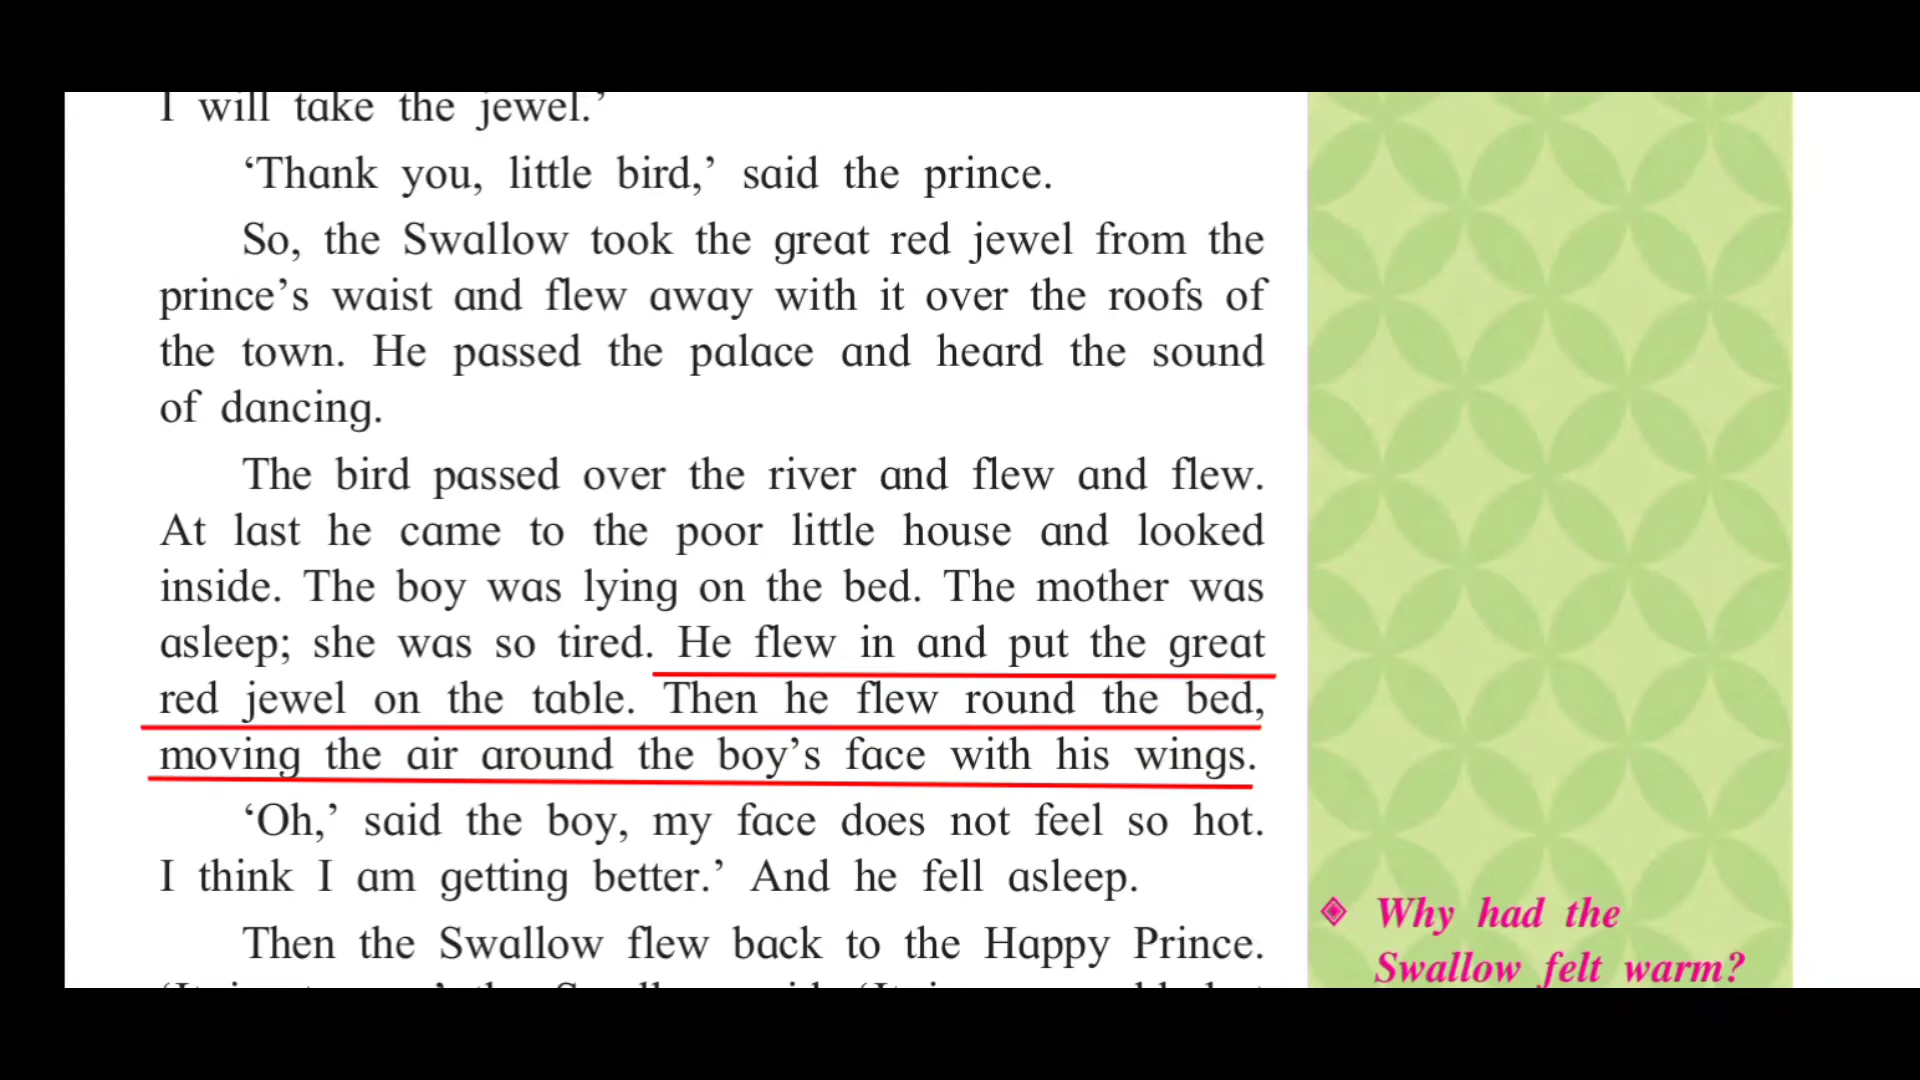 I will take the jewel.’
‘Thank you, little bird,’ said the prince.
So, the Swallow took the great red jewel from the
prince’s waist and flew away with it over the roofs of
the town. He passed the palace and heard the sound
of dancing.
The bird passed over the river and flew and flew.
At last he came to the poor little house and looked
inside. The boy was lying on the bed. The mother was
asleep; she was so tired. He flew in and put the great
red jewel on the table. Then he flew round the bed,
moving the air around the boy’s face with his wings.
‘Oh,’ said the boy, my face does not feel so hot.
I think I am getting better.’ And he fell asleep.
Then the Swallow flew back to the Happy Prince.
Why had the
Swallow felt warm?